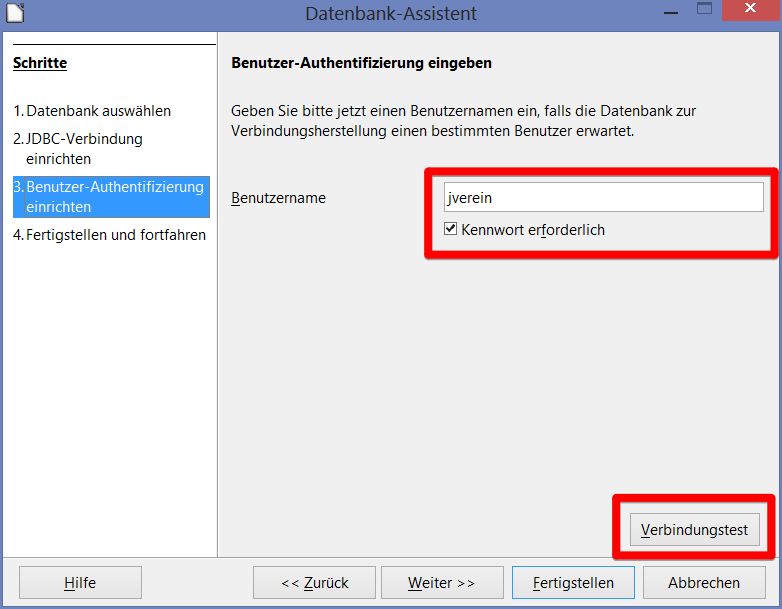 Datenbank-Assistent
Schritte
1. Datenbank auswählen
2. JDBC-Verbindung
einrichten
3. Benutzer-Authentifizierung
einrichten
4. Fertigstellen und fortfahren
Benutzer-Authentifizierung eingeben
Geben Sie bitte jetzt einen Benutzernamen ein, falls die Datenbank zur
Verbindungsherstellung einen bestimmten Benutzer erwartet.
Benutzername
jverein
Kennwort erforderlich
Verbindungstest
Hilfe
<< Zurück
Weiter >>
Fertigstellen
Abbrechen